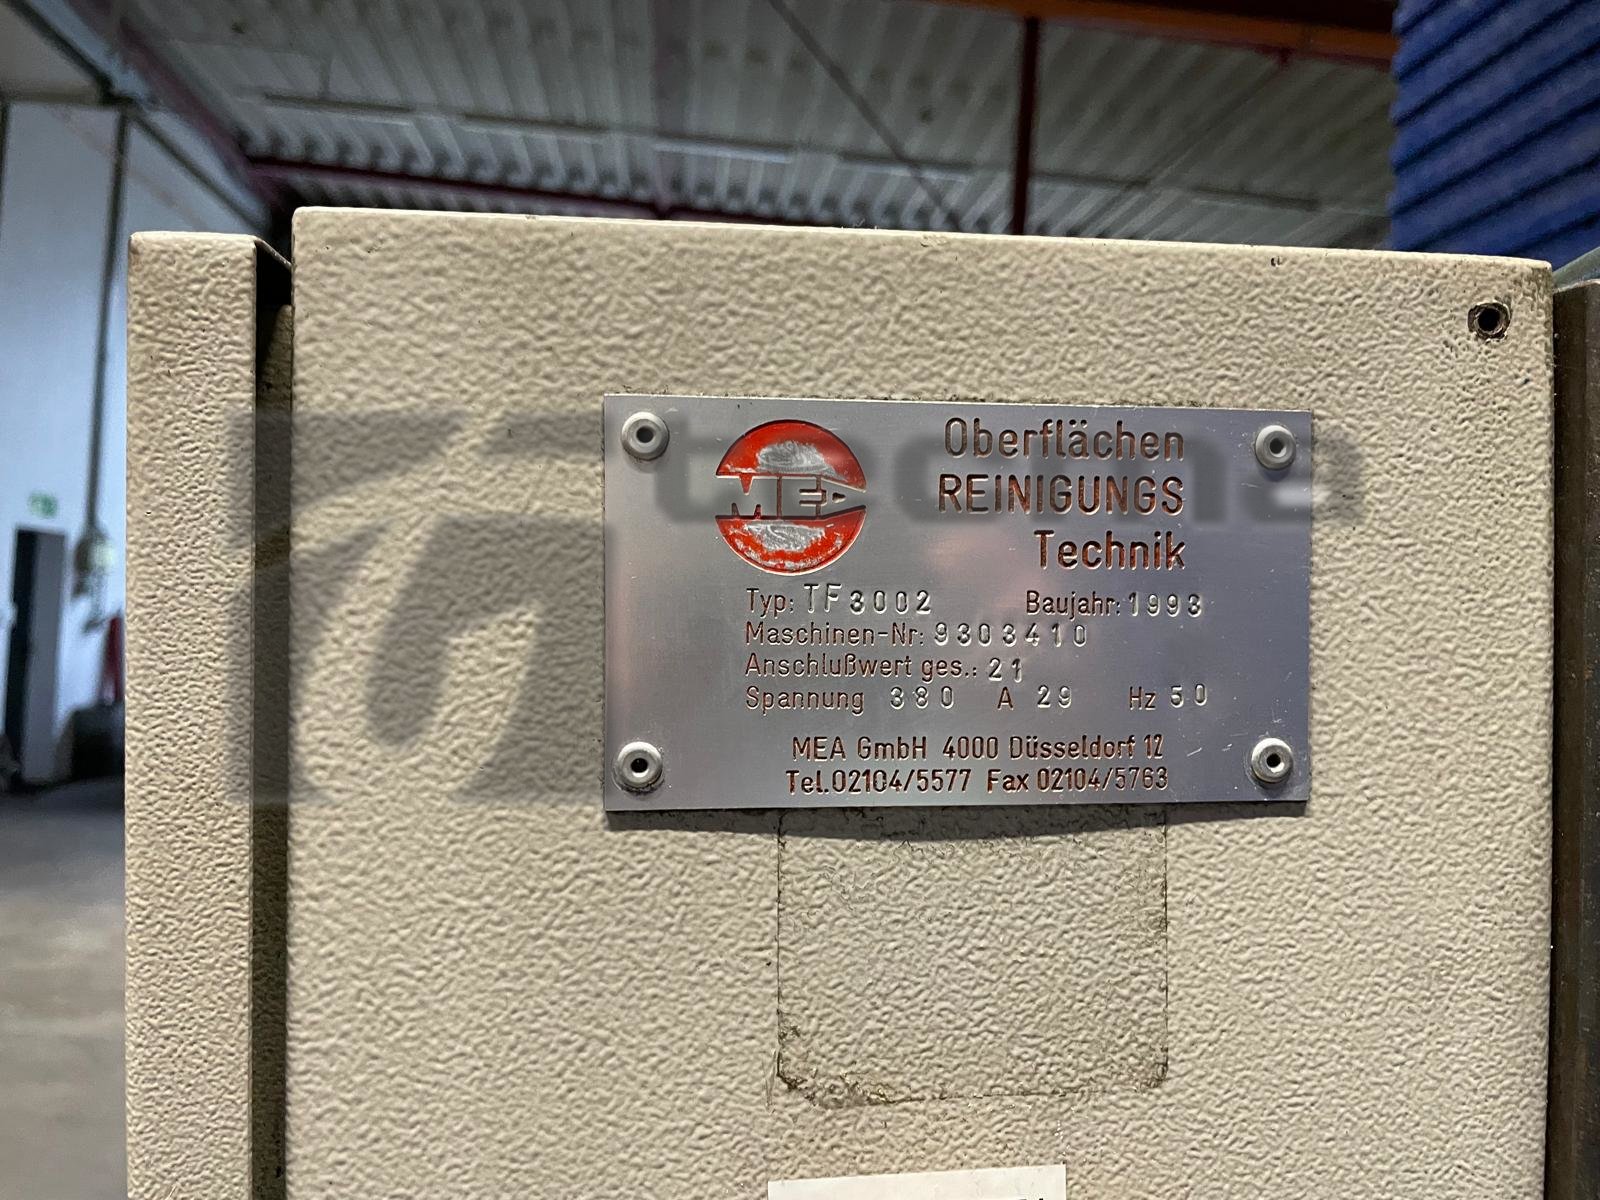 MEA
Oberflächen
REINIGUNGS
Technik
Typ: TF 3002 Baujahr: 1993
Maschinen-Nr: 9303410
Anschlußwert ges.: 21
Spannung 380 A 29 Hz 50
MEA GmbH 4000 Düsseldorf 12
Tel.02104/5577 Fax 02104/5763